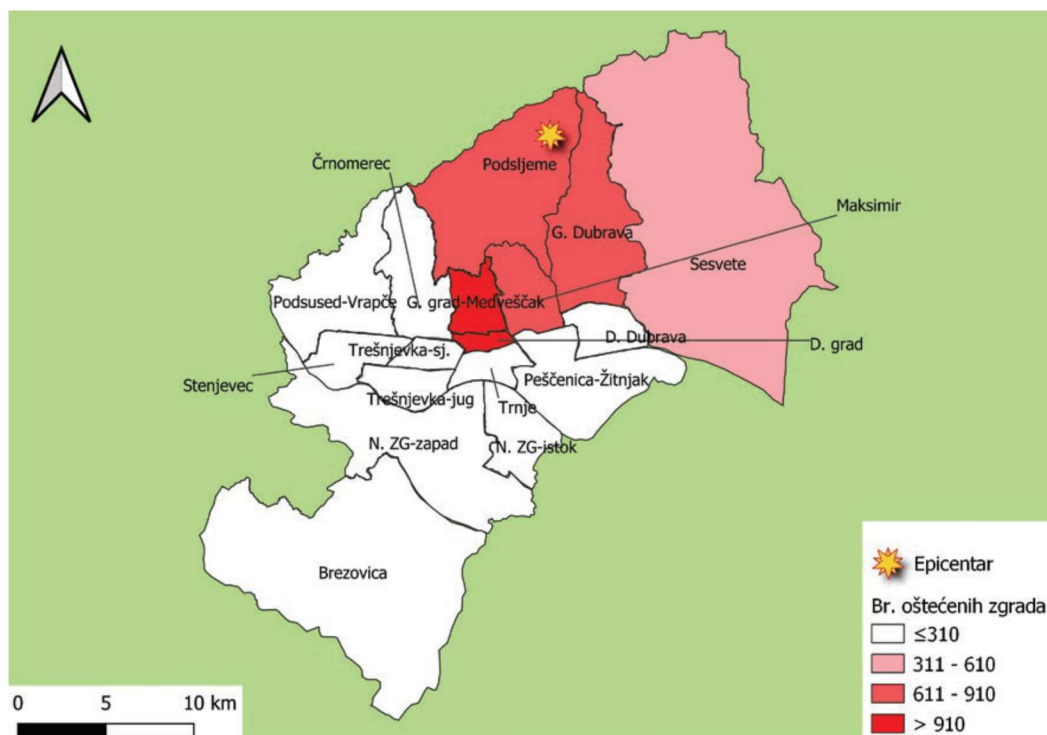 Črnomerec
Podsljeme
Maksimir
G. Dubrava
Sesvete
Podsused-Vrapče
G. grad-Medveščak
D. Dubrava
D. grad
Trešnjevka-sj.
Stenjevec
Peščenica-Žitnjak
Trešnjevka-jug
Trnje
N. ZG-zapad
N. ZG-istok
Brezovica
Epicentar
Br. oštećenih zgrada
≤310
311 - 610
611 - 910
> 910
0 5 10 km